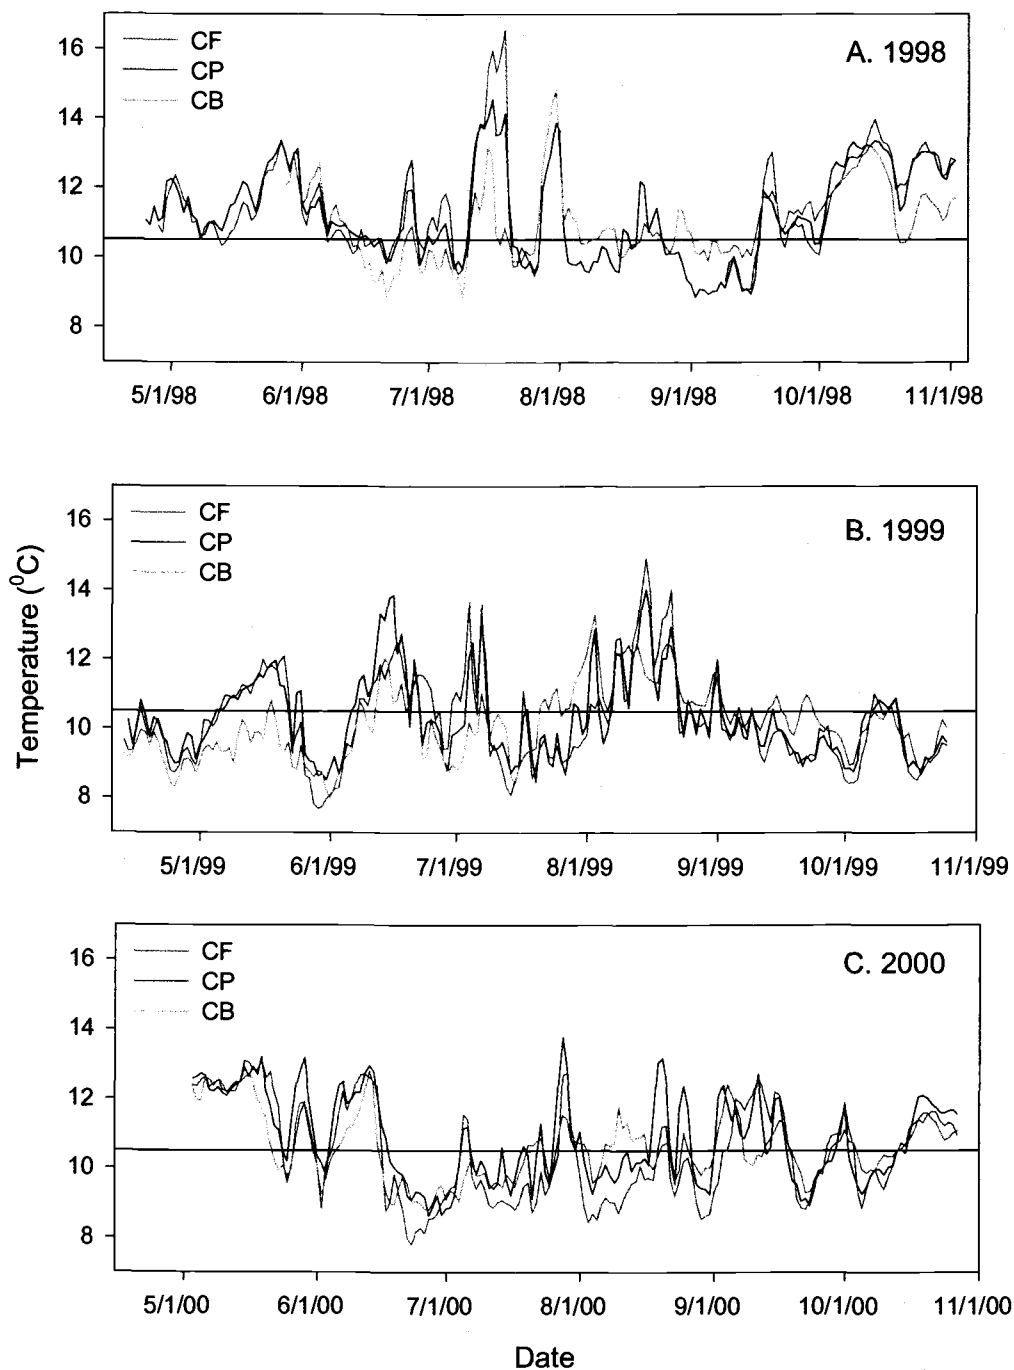 A. 1998
CF
CP
CB
16
14
12
10
8
5/1/98 6/1/98 7/1/98 8/1/98 9/1/98 10/1/98 11/1/98
B. 1999
CF
CP
CB
16
14
12
10
8
5/1/99 6/1/99 7/1/99 8/1/99 9/1/99 10/1/99 11/1/99
Temperature (⁰C)
C. 2000
CF
CP
CB
16
14
12
10
8
5/1/00 6/1/00 7/1/00 8/1/00 9/1/00 10/1/00 11/1/00
Date